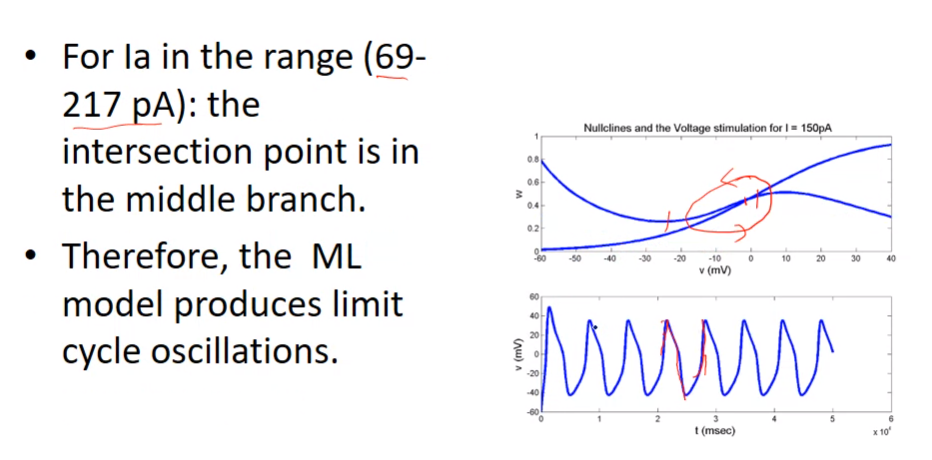 • For Ia in the range (69-
217 pA): the
intersection point is in
the middle branch.
• Therefore, the ML
model produces limit
cycle oscillations.
Nullclines and the Voltage stimulation for I = 150pA
1
0.8
0.6
0.4
0.2
0
w
-60 -50 -40 -30 -20 -10 0 10 20 30 40
v (mV)
60
40
20
0
-20
-40
-60
v (mV)
0 1 2 3 4 5 6
t (msec)